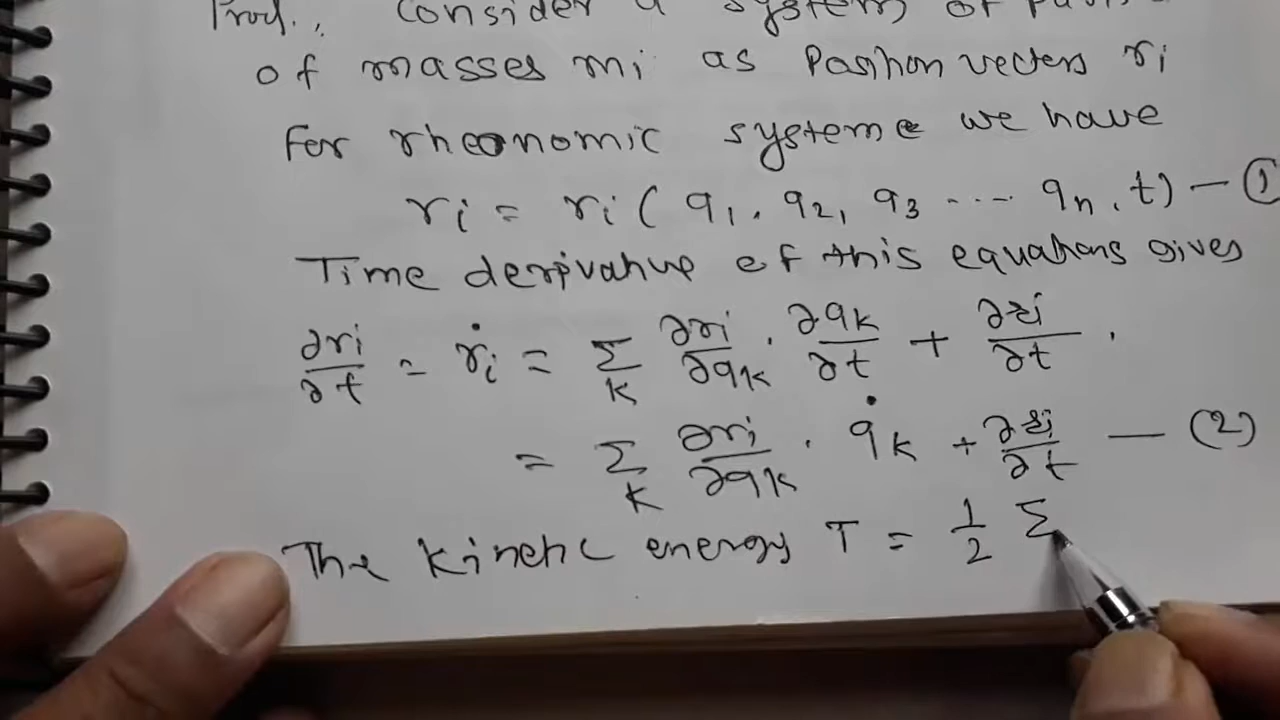 Proof.. Consider a system of
of masses mi as Position vectors ri
For rheonomic systeme we have
ri = ri ( q1, q2, q3 ---- qn, t) — ①
Time derivative of this equations gives
∂ri/∂t = ṙi = Σk ∂ri/∂qk . ∂qk/∂t + ∂ri/∂t .
= Σk ∂ri/∂qk . q̇k + ∂ri/∂t — (2)
The Kinetic energy T = 1/2 Σ